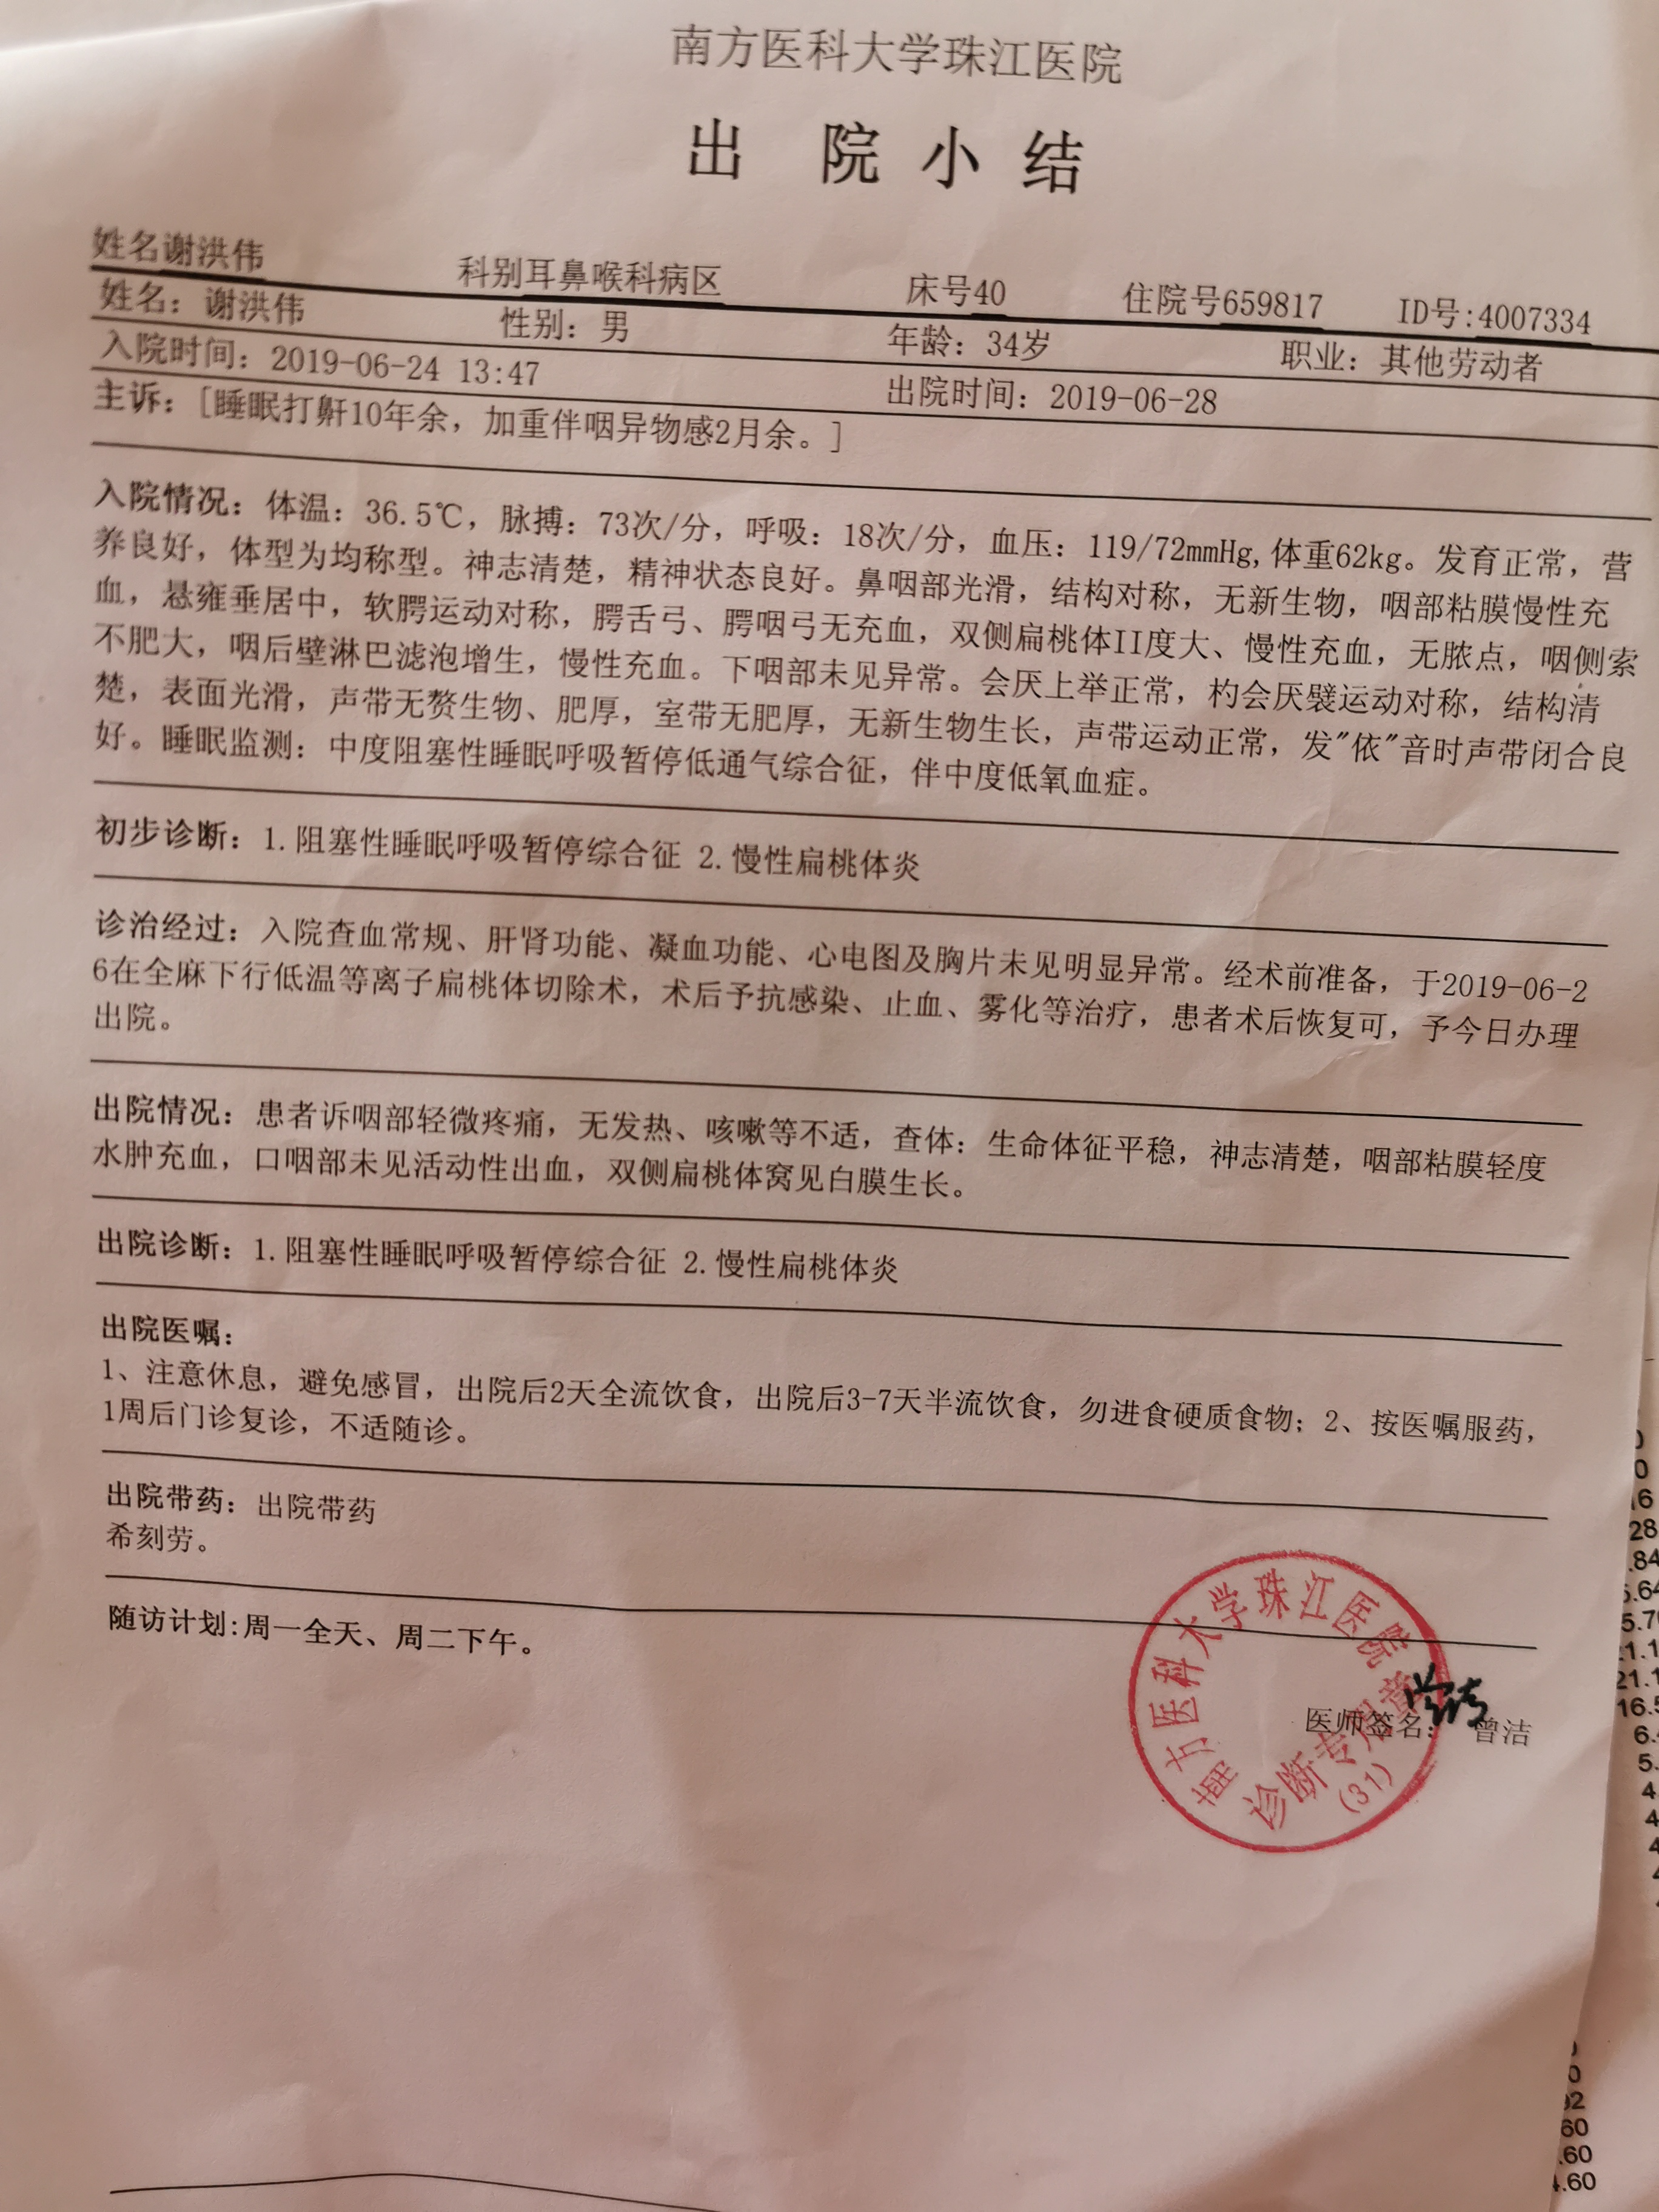 南方医科大学珠江医院
出 院 小 结
姓名谢洪伟 科别耳鼻喉科病区 床号40 住院号659817 ID号:4007334
姓名：谢洪伟 性别：男 年龄：34岁 职业：其他劳动者
入院时间：2019-06-24 13:47 出院时间：2019-06-28
主诉：[睡眠打鼾10年余，加重伴咽异物感2月余。]
入院情况：体温：36.5℃，脉搏：73次/分，呼吸：18次/分，血压：119/72mmHg,体重62kg。发育正常，营
养良好，体型为均称型。神志清楚，精神状态良好。鼻咽部光滑，结构对称，无新生物，咽部粘膜慢性充
血，悬雍垂居中，软腭运动对称，腭舌弓、腭咽弓无充血，双侧扁桃体II度大、慢性充血，无脓点，咽侧索
不肥大，咽后壁淋巴滤泡增生，慢性充血。下咽部未见异常。会厌上举正常，杓会厌襞运动对称，结构清
楚，表面光滑，声带无赘生物、肥厚，室带无肥厚，无新生物生长，声带运动正常，发"依"音时声带闭合良
好。睡眠监测：中度阻塞性睡眠呼吸暂停低通气综合征，伴中度低氧血症。
初步诊断：1.阻塞性睡眠呼吸暂停综合征 2.慢性扁桃体炎
诊治经过：入院查血常规、肝肾功能、凝血功能、心电图及胸片未见明显异常。经术前准备，于2019-06-2
6在全麻下行低温等离子扁桃体切除术，术后予抗感染、止血、雾化等治疗，患者术后恢复可，予今日办理
出院。
出院情况：患者诉咽部轻微疼痛，无发热、咳嗽等不适，查体：生命体征平稳，神志清楚，咽部粘膜轻度
水肿充血，口咽部未见活动性出血，双侧扁桃体窝见白膜生长。
出院诊断：1.阻塞性睡眠呼吸暂停综合征 2.慢性扁桃体炎
出院医嘱：
1、注意休息，避免感冒，出院后2天全流饮食，出院后3-7天半流饮食，勿进食硬质食物；2、按医嘱服药，
1周后门诊复诊，不适随诊。
出院带药：出院带药
希刻劳。
随访计划:周一全天、周二下午。
南方医科大学珠江医院
诊断专用章
(31)
医师签名： 曾洁